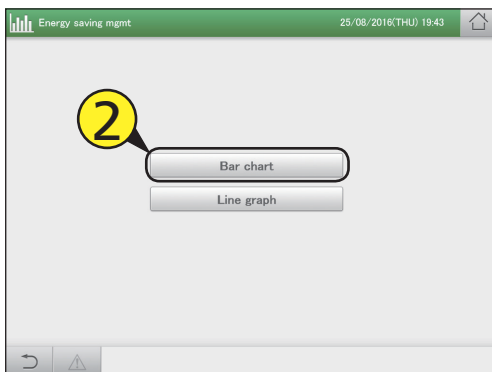 Energy saving mgmt
25/08/2016(THU) 19:43
2
Bar chart
Line graph